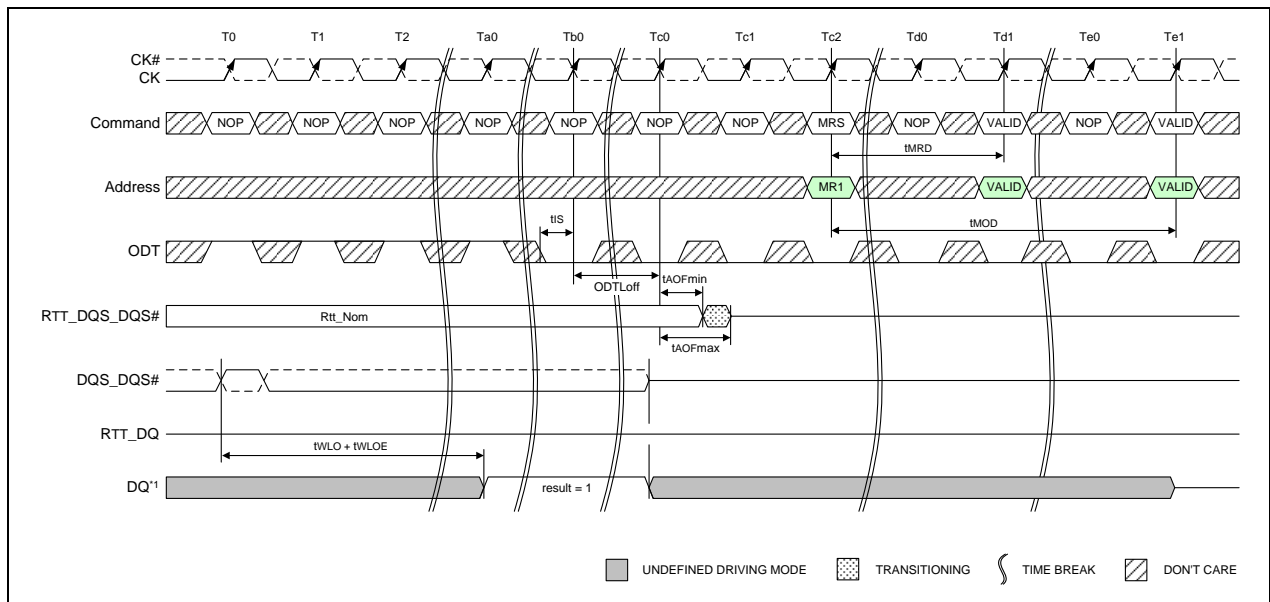 T0 T1 T2 Ta0 Tb0 Tc0 Tc1 Tc2 Td0 Td1 Te0 Te1
CK#
CK
Command NOP NOP NOP NOP NOP NOP NOP MRS NOP VALID NOP VALID
tMRD
Address MR1 VALID VALID
tIS tMOD
ODT
ODTLoff tAOFmin
RTT_DQS_DQS# Rtt_Nom
tAOFmax
DQS_DQS#
RTT_DQ
tWLO + tWLOE
DQ*1 result = 1
UNDEFINED DRIVING MODE TRANSITIONING TIME BREAK DON'T CARE